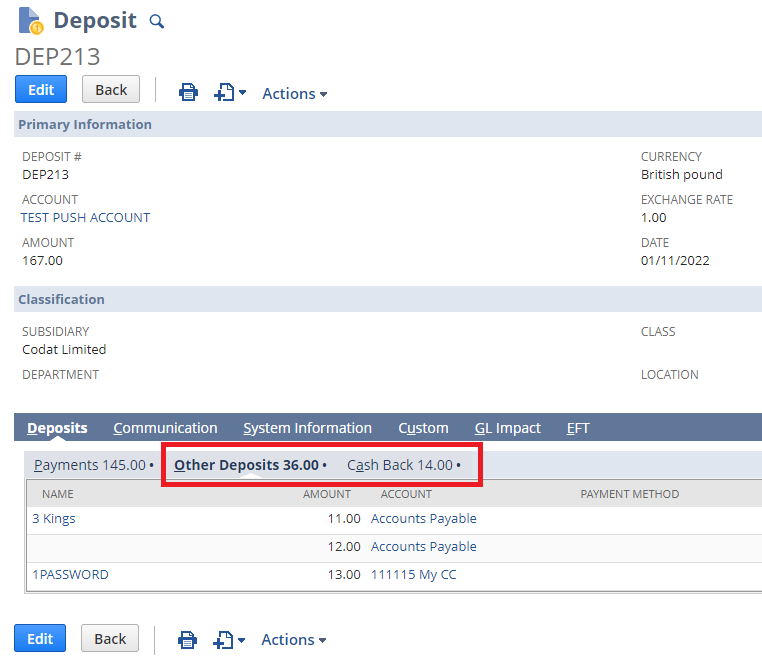 Deposit
DEP213
Edit Back Actions
Primary Information
DEPOSIT # CURRENCY
DEP213 British pound
ACCOUNT EXCHANGE RATE
TEST PUSH ACCOUNT 1.00
AMOUNT DATE
167.00 01/11/2022
Classification
SUBSIDIARY CLASS
Codat Limited
DEPARTMENT LOCATION
Deposits Communication System Information Custom GL Impact EFT
Payments 145.00 • Other Deposits 36.00 • Cash Back 14.00 •
NAME AMOUNT ACCOUNT PAYMENT METHOD
3 Kings 11.00 Accounts Payable
12.00 Accounts Payable
1PASSWORD 13.00 111115 My CC
Edit Back Actions